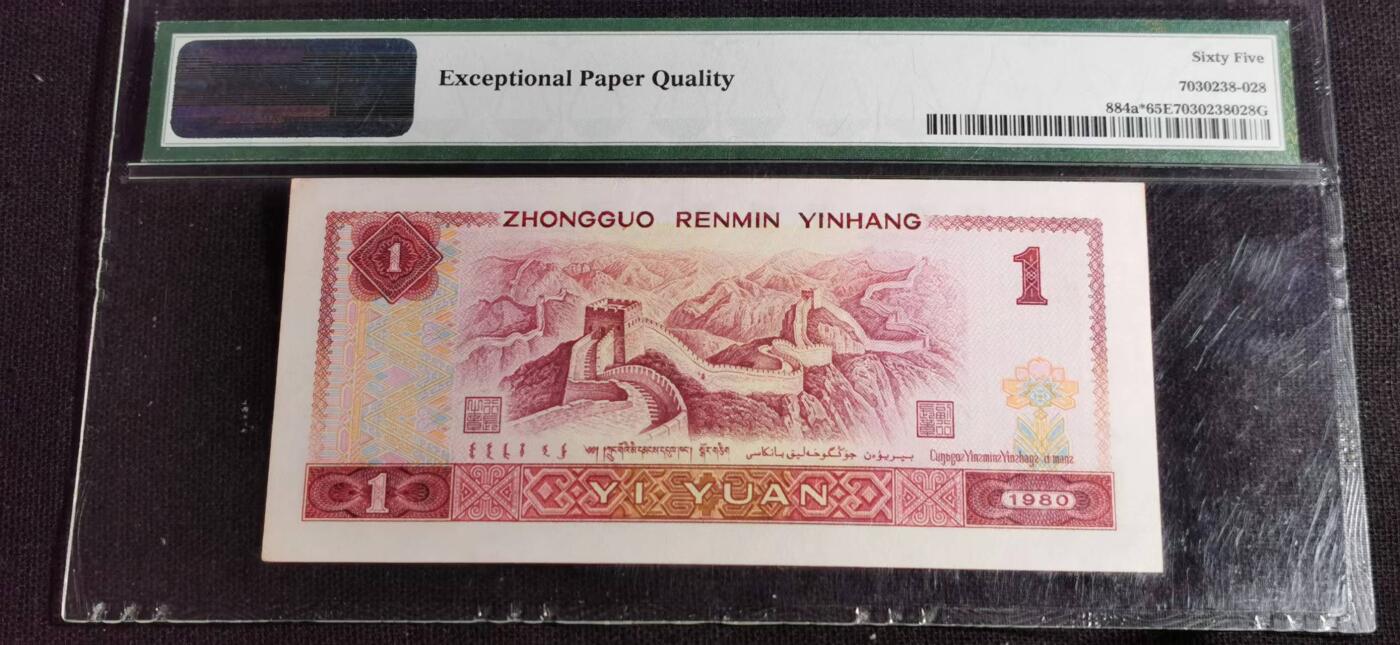 Exceptional Paper Quality
Sixty Five
7030238-028
884a*65E7030238028G
ZHONGGUO RENMIN YINHANG
1
1
1
YI YUAN
1980